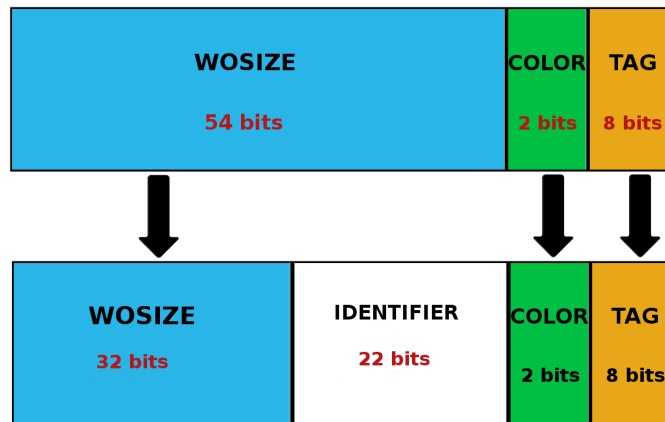 WOSIZE COLOR TAG
54 bits 2 bits 8 bits
WOSIZE IDENTIFIER COLOR TAG
32 bits 22 bits 2 bits 8 bits